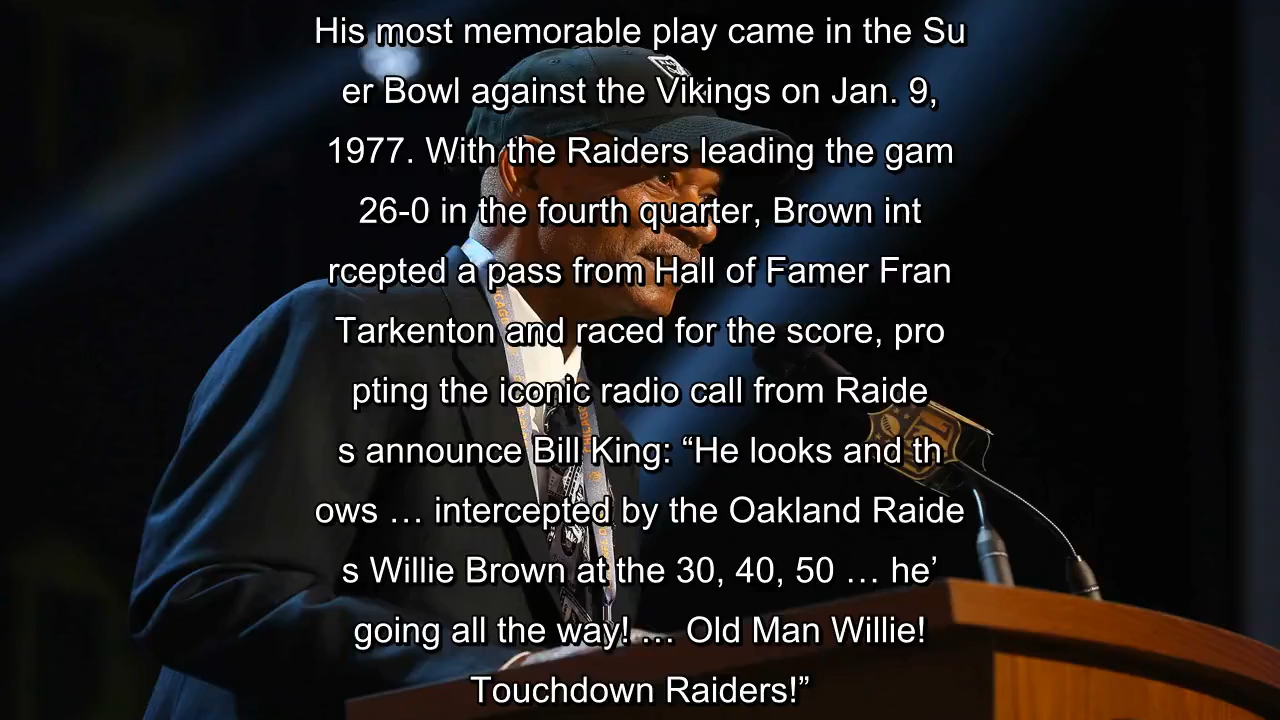 His most memorable play came in the Su
er Bowl against the Vikings on Jan. 9,
1977. With the Raiders leading the gam
26-0 in the fourth quarter, Brown int
rcepted a pass from Hall of Famer Fran
Tarkenton and raced for the score, pro
pting the iconic radio call from Raide
s announce Bill King: “He looks and th
ows … intercepted by the Oakland Raide
s Willie Brown at the 30, 40, 50 … he’
going all the way! … Old Man Willie!
Touchdown Raiders!”